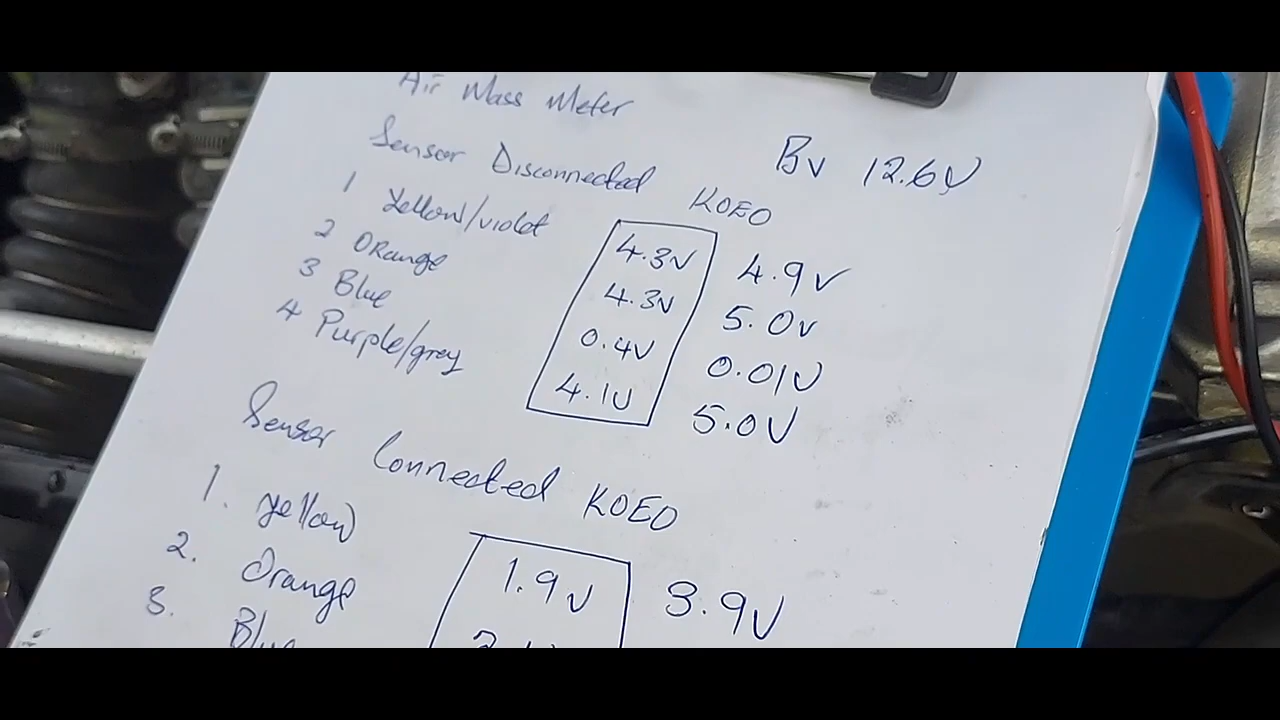 Air Mass Meter
Bv 12.6V
Sensor Disconnected KOEO
1 Yellow/violet 4.3V 4.9V
2 ORange 4.3V 5.0V
3 Blue 0.4V 0.01V
4 Purple/grey 4.1V 5.0V
Sensor Connected KOEO
1. Yellow 1.9V 3.9V
2. Orange
3. Blue